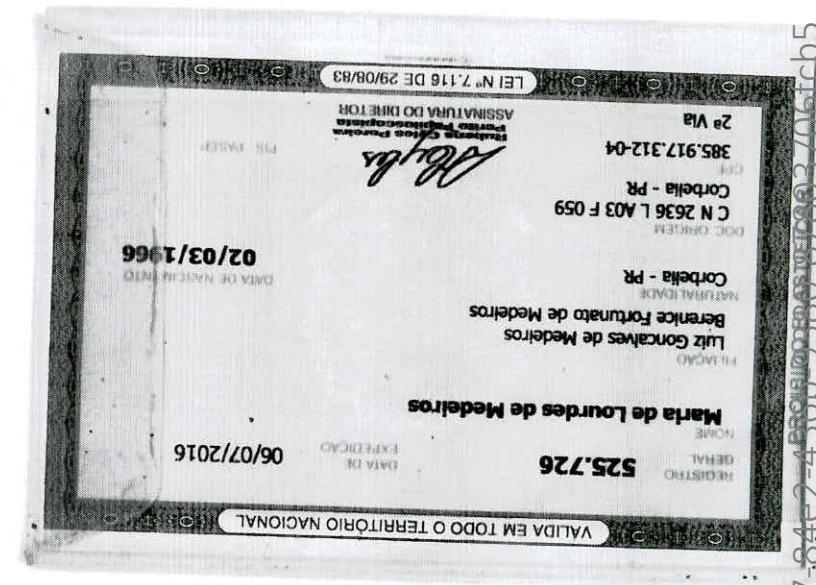 VALIDA EM TODO O TERRITÓRIO NACIONAL
REGISTRO GERAL 525.726 DATA DE EXPEDIÇÃO 06/07/2016
NOME
Maria de Lourdes de Medeiros
FILIAÇÃO
Luiz Goncalves de Medeiros
Berenice Fortunato de Medeiros
NATURALIDADE DATA DE NASCIMENTO
Corbelia - PR 02/03/1966
DOC. ORIGEM
C N 2636 L A03 F 059
Corbelia - PR
CPF
385.917.312-04 PIS PASEP
2ª Via
Perito Papiloscopista
ASSINATURA DO DIRETOR
LEI Nº 7.116 DE 29/08/83